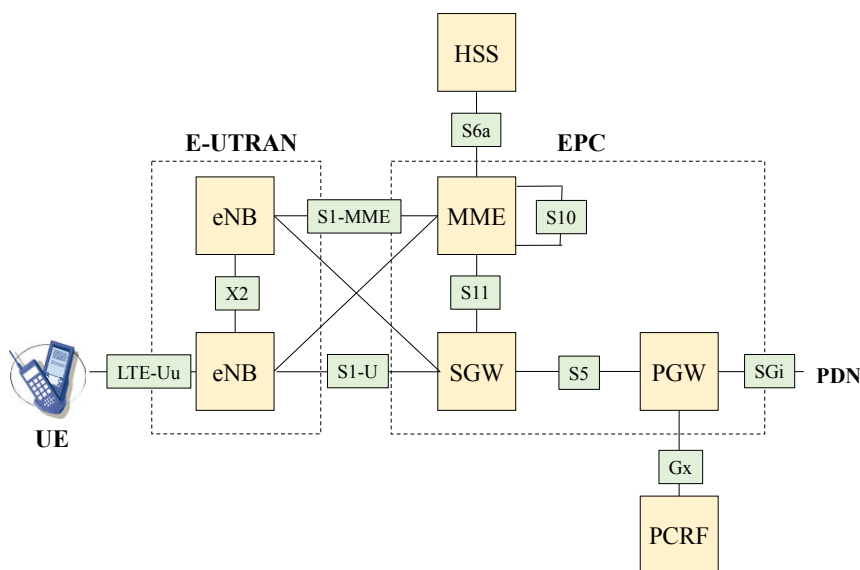 HSS
S6a
E-UTRAN
EPC
eNB
S1-MME
MME
S10
X2
S11
LTE-Uu
eNB
S1-U
SGW
S5
PGW
SGi
PDN
UE
Gx
PCRF